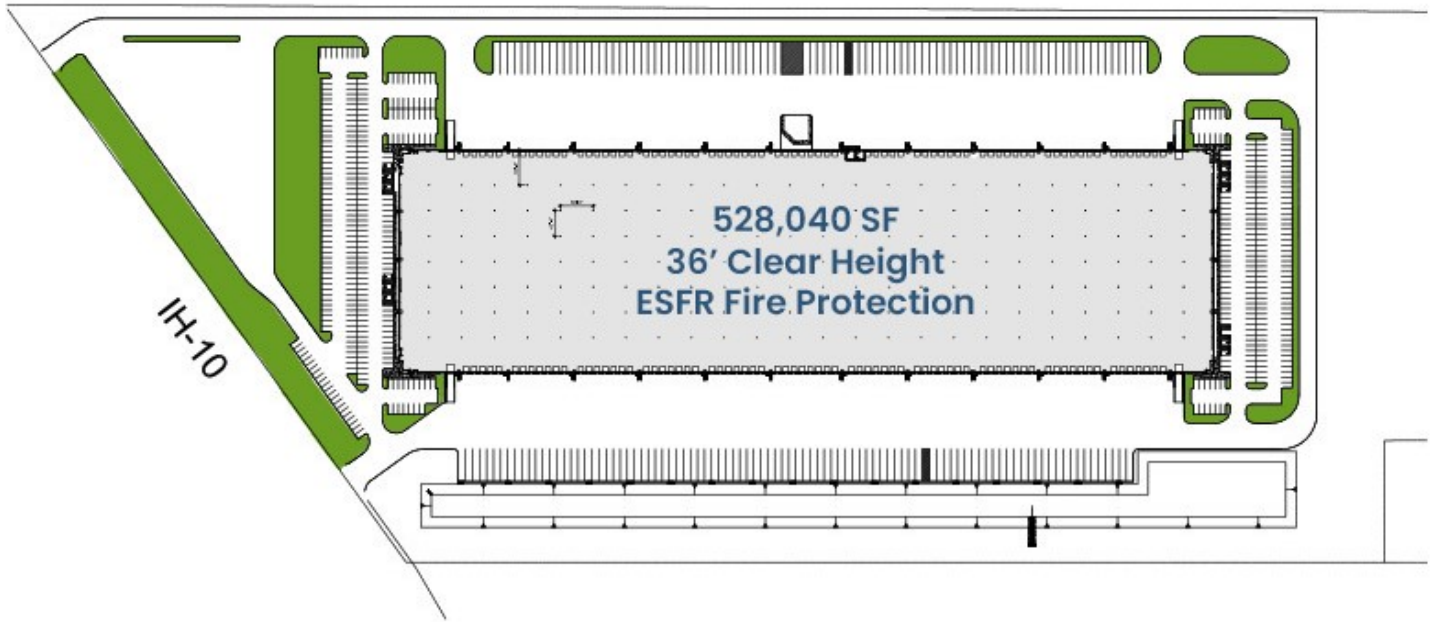 528,040 SF
36’ Clear Height
ESFR Fire Protection
IH-10